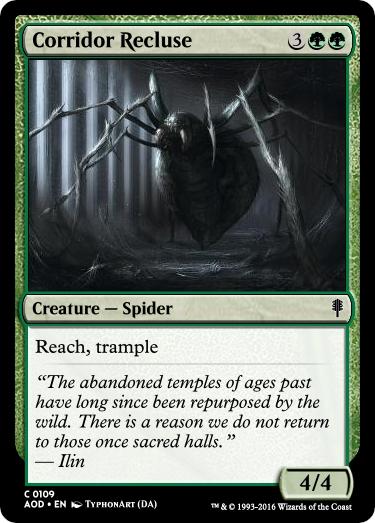 Corridor Recluse 3
Creature — Spider
Reach, trample
“The abandoned temples of ages past
have long since been repurposed by the
wild. There is a reason we do not return
to those once sacred halls.”
— Ilin
4/4
C 0109
AOD • EN TYPHONART (DA)
™ & © 1993-2016 Wizards of the Coast